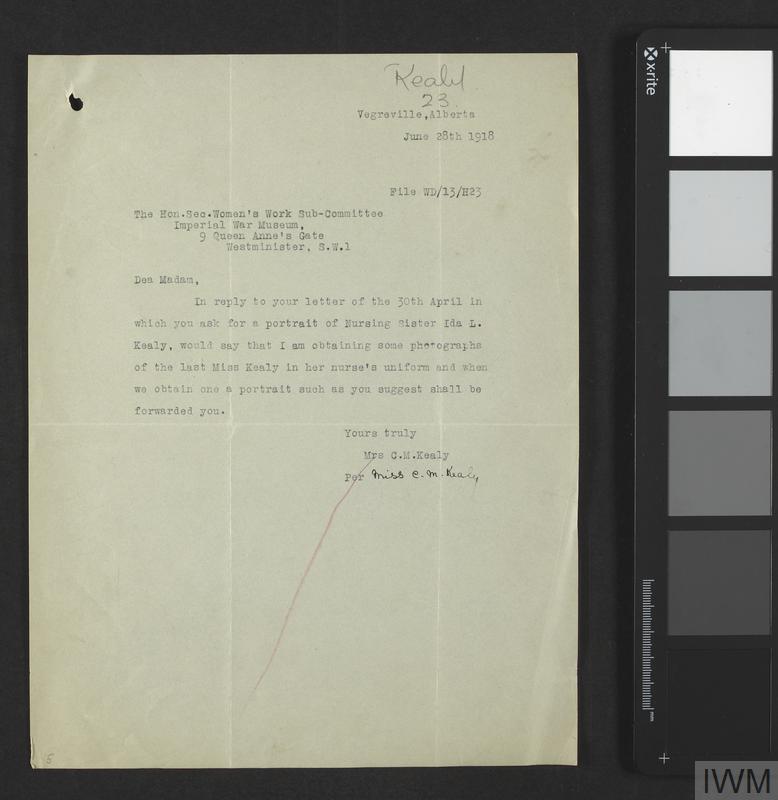 Kealy
23.
Vegreville,Alberta
June 28th 1918
File WD/13/H23
The Hon.Sec.Women's Work Sub-Committee
Imperial War Museum,
9 Queen Anne's Gate
Westminister, S.W.1
Dea Madam,
In reply to your letter of the 30th April in
which you ask for a portrait of Nursing Sister Ida L.
Kealy, would say that I am obtaining some photographs
of the last Miss Kealy in her nurse's uniform and when
we obtain one a portrait such as you suggest shall be
forwarded you.
Yours truly
Mrs C.M.Kealy
Per Miss C. M. Kealy
5
x-rite
mm
IWM